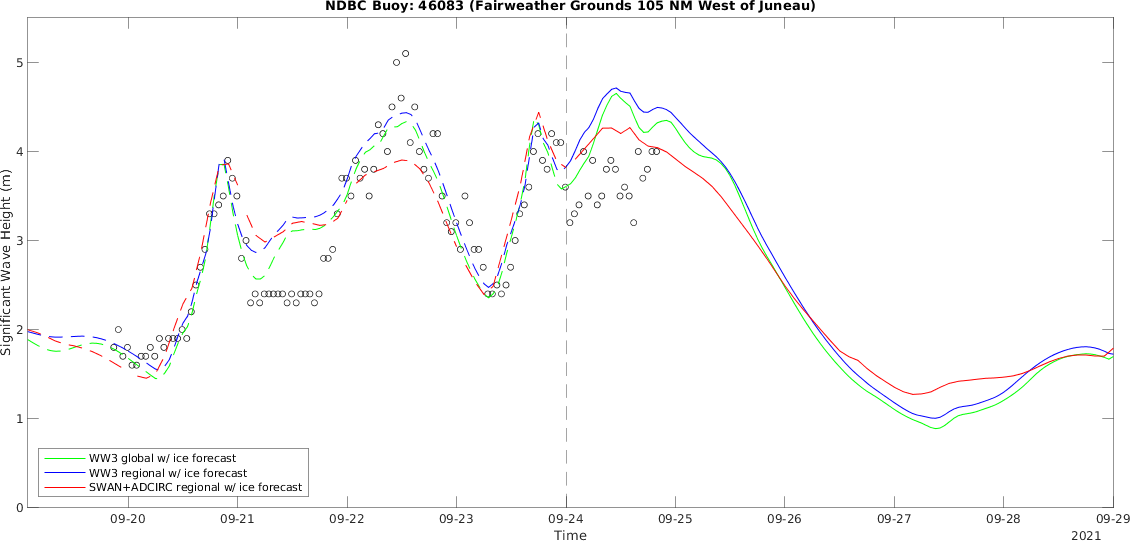 NDBC Buoy: 46083 (Fairweather Grounds 105 NM West of Juneau)
Significant Wave Height (m)
5
4
3
2
1
0
WW3 global w/ ice forecast
WW3 regional w/ ice forecast
SWAN+ADCIRC regional w/ ice forecast
09-20 09-21 09-22 09-23 09-24 09-25 09-26 09-27 09-28 09-29
Time
2021